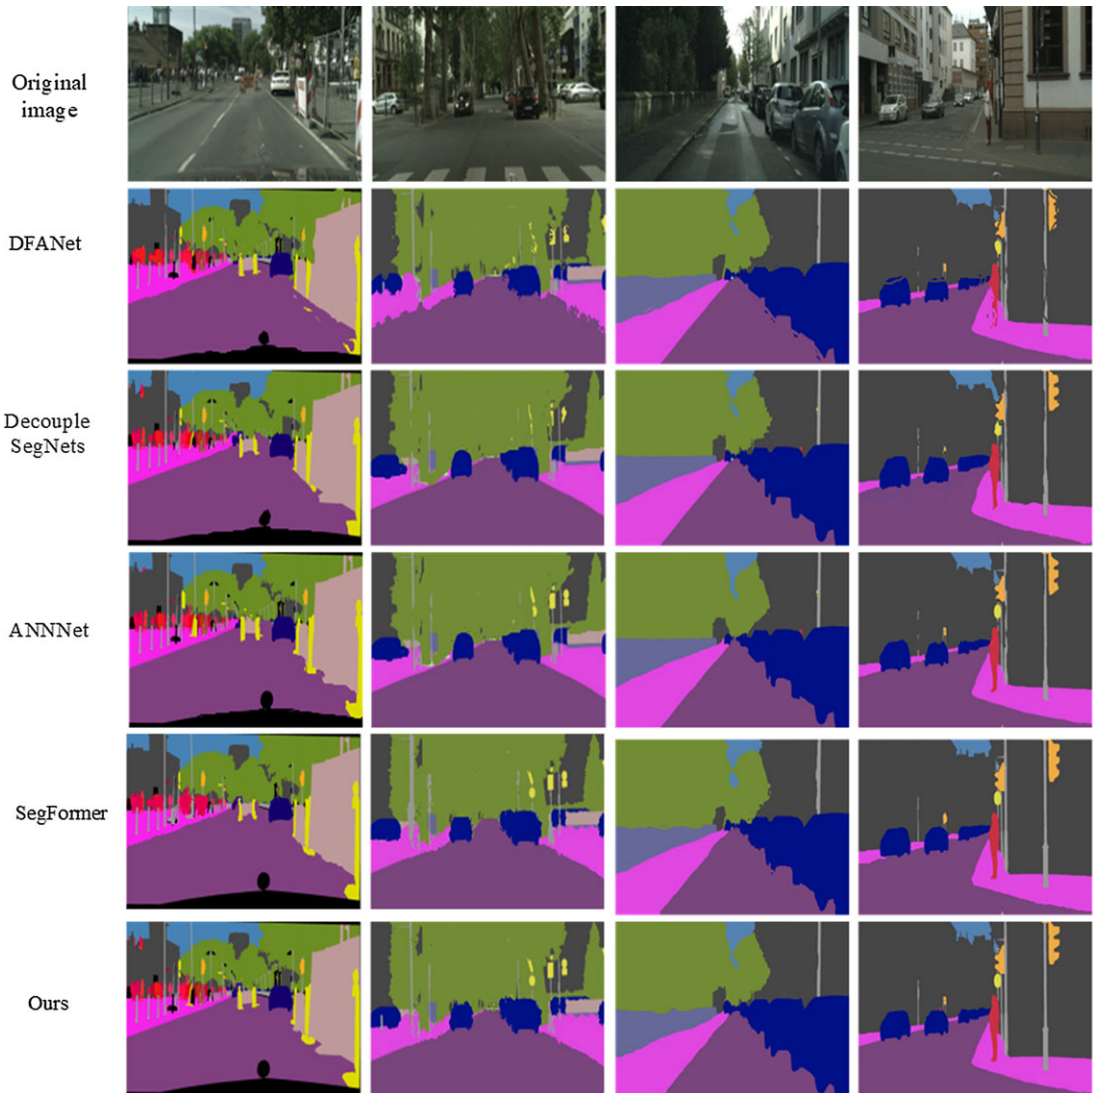 Original
image
DFANet
Decouple
SegNets
ANNNet
SegFormer
Ours